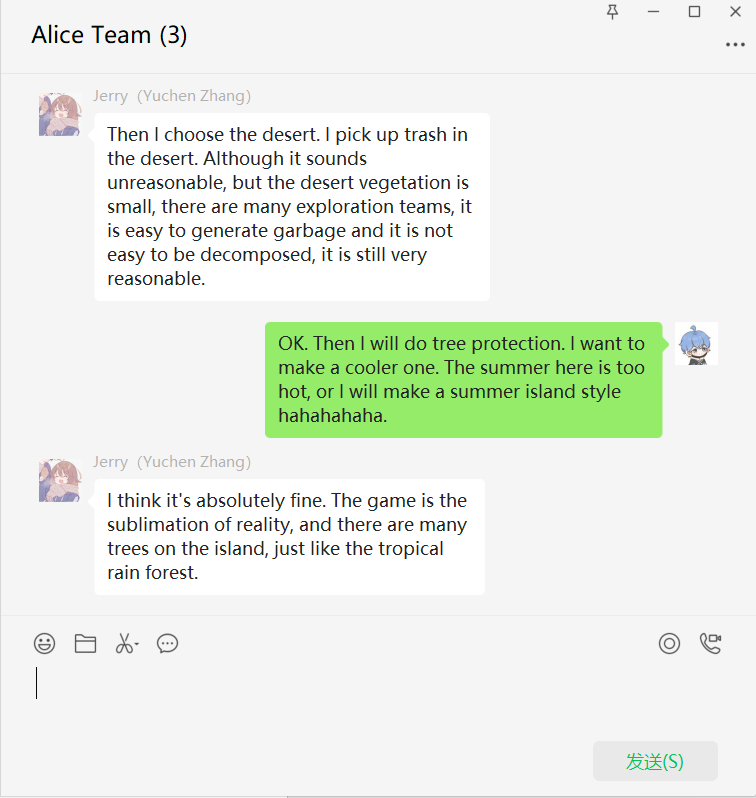 Alice Team (3)
Jerry（Yuchen Zhang）
Then I choose the desert. I pick up trash in
the desert. Although it sounds
unreasonable, but the desert vegetation is
small, there are many exploration teams, it
is easy to generate garbage and it is not
easy to be decomposed, it is still very
reasonable.
OK. Then I will do tree protection. I want to
make a cooler one. The summer here is too
hot, or I will make a summer island style
hahahahaha.
Jerry（Yuchen Zhang）
I think it's absolutely fine. The game is the
sublimation of reality, and there are many
trees on the island, just like the tropical
rain forest.
发送(S)